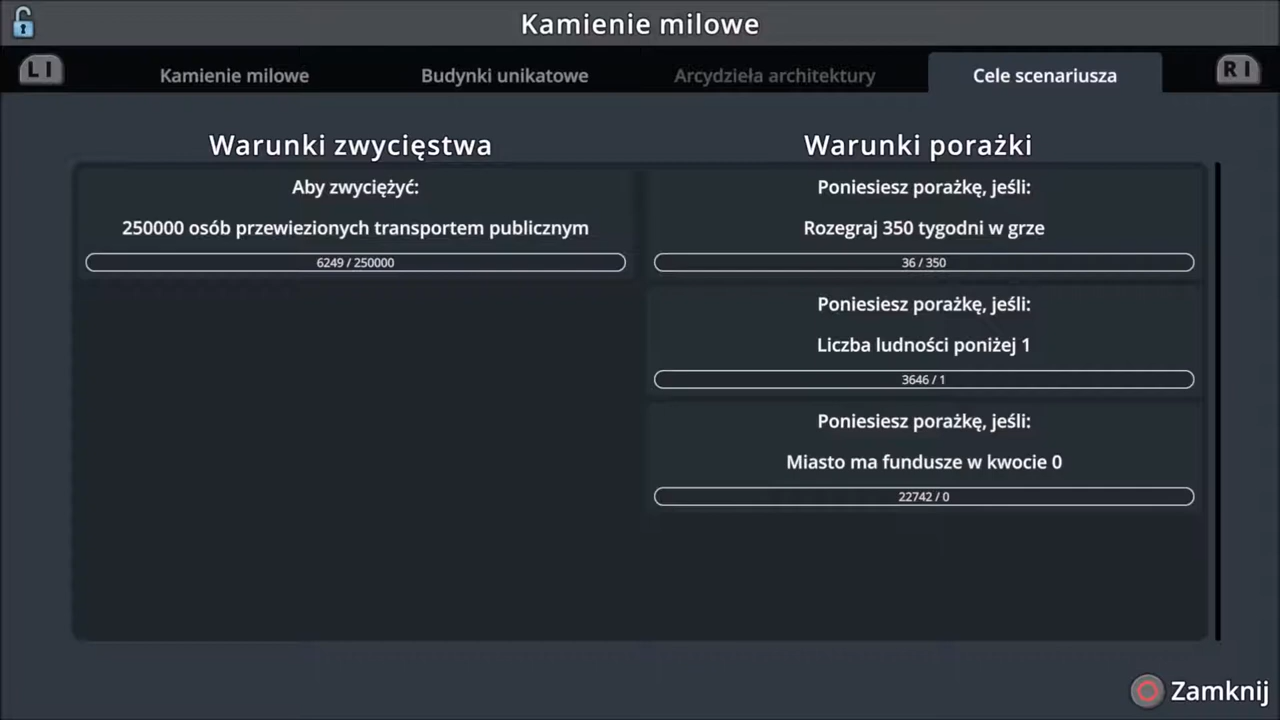 Kamienie milowe
L1
Kamienie milowe
Budynki unikatowe
Arcydzieła architektury
Cele scenariusza
R1
Warunki zwycięstwa
Aby zwyciężyć:
250000 osób przewiezionych transportem publicznym
6249 / 250000
Warunki porażki
Poniesiesz porażkę, jeśli:
Rozegraj 350 tygodni w grze
36 / 350
Poniesiesz porażkę, jeśli:
Liczba ludności poniżej 1
3646 / 1
Poniesiesz porażkę, jeśli:
Miasto ma fundusze w kwocie 0
22742 / 0
Zamknij